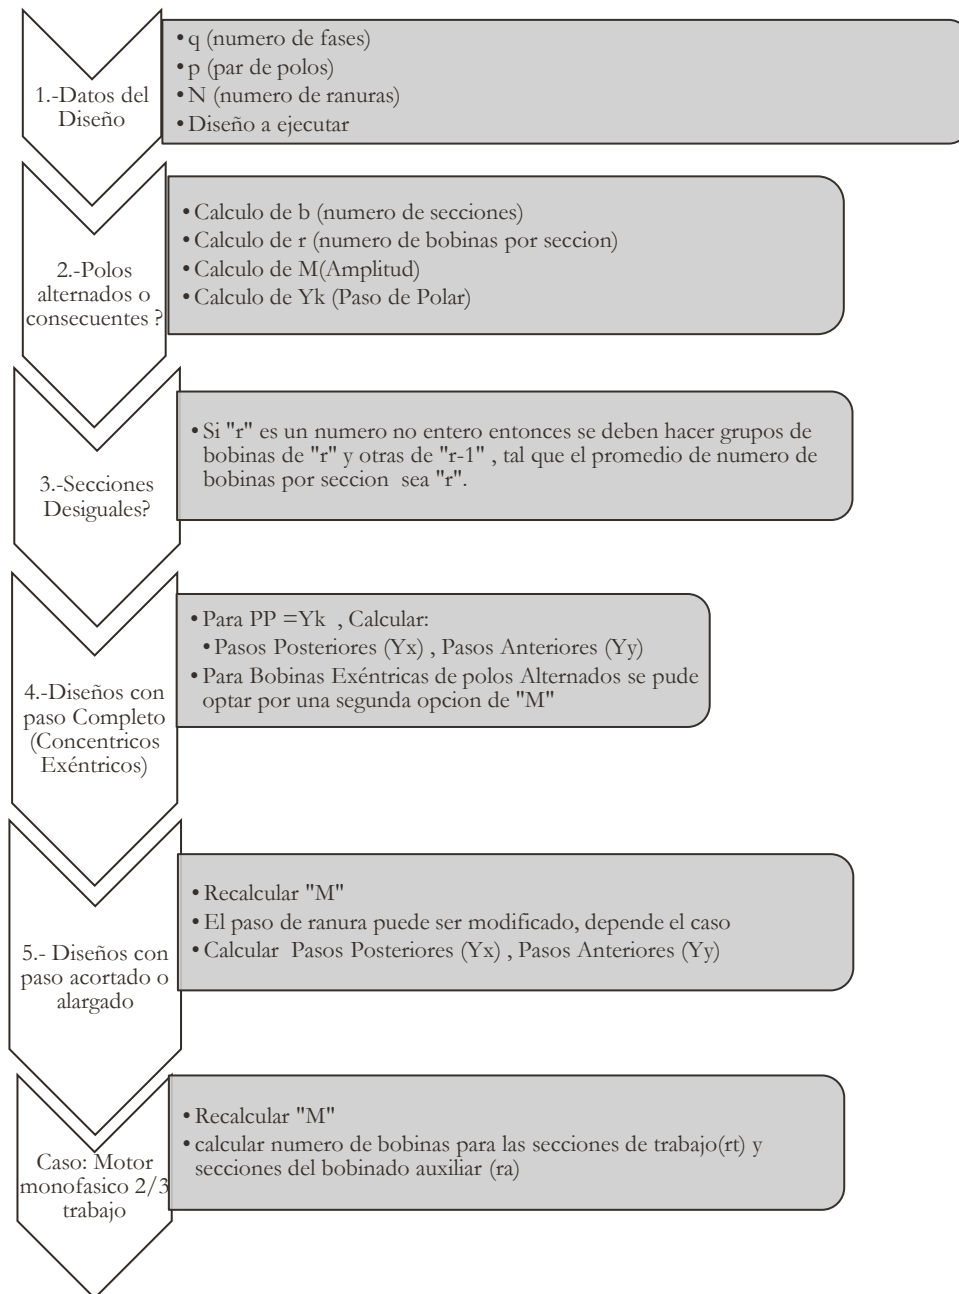 1.-Datos del
Diseño
• q (numero de fases)
• p (par de polos)
• N (numero de ranuras)
• Diseño a ejecutar
2.-Polos
alternados o
consecuentes ?
• Calculo de b (numero de secciones)
• Calculo de r (numero de bobinas por seccion)
• Calculo de M(Amplitud)
• Calculo de Yk (Paso de Polar)
3.-Secciones
Desiguales?
• Si "r" es un numero no entero entonces se deben hacer grupos de
bobinas de "r" y otras de "r-1" , tal que el promedio de numero de
bobinas por seccion sea "r".
4.-Diseños con
paso Completo
(Concentricos
Exéntricos)
• Para PP =Yk , Calcular:
• Pasos Posteriores (Yx) , Pasos Anteriores (Yy)
• Para Bobinas Exéntricas de polos Alternados se pude
optar por una segunda opcion de "M"
5.- Diseños con
paso acortado o
alargado
• Recalcular "M"
• El paso de ranura puede ser modificado, depende el caso
• Calcular Pasos Posteriores (Yx) , Pasos Anteriores (Yy)
Caso: Motor
monofasico 2/3
trabajo
• Recalcular "M"
• calcular numero de bobinas para las secciones de trabajo(rt) y
secciones del bobinado auxiliar (ra)